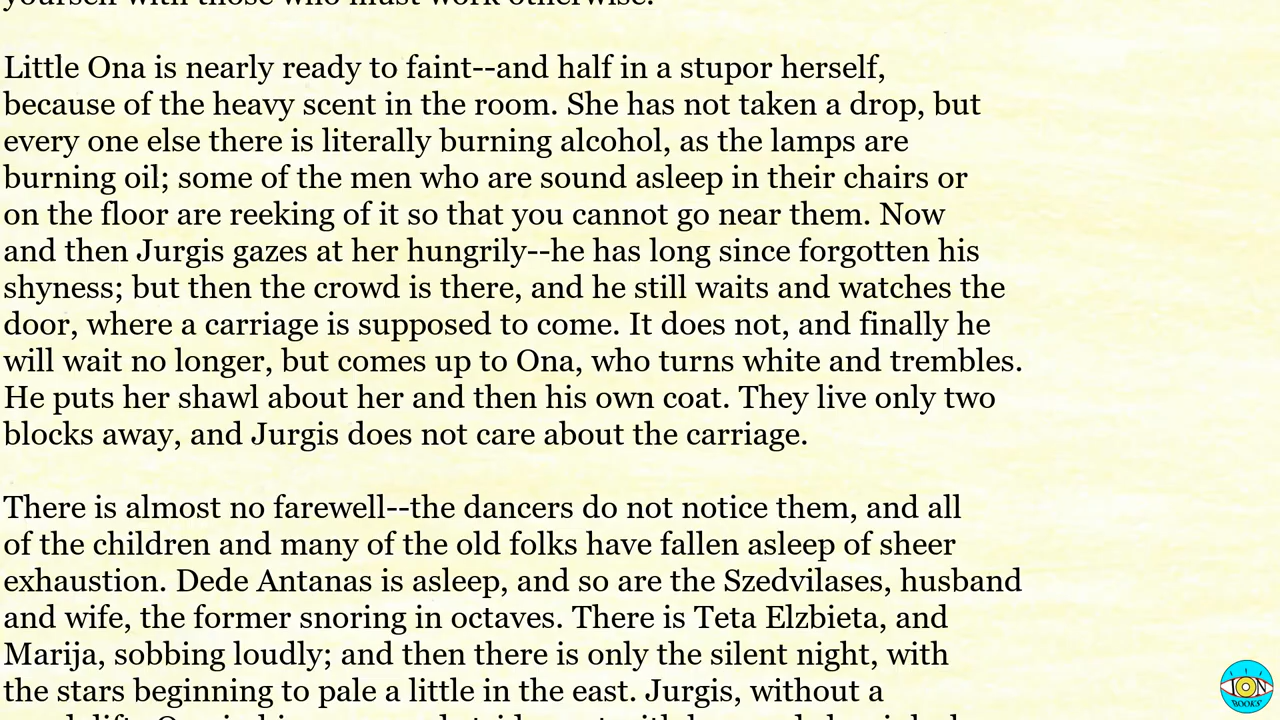 yourself with those who must work otherwise.
Little Ona is nearly ready to faint--and half in a stupor herself,
because of the heavy scent in the room. She has not taken a drop, but
every one else there is literally burning alcohol, as the lamps are
burning oil; some of the men who are sound asleep in their chairs or
on the floor are reeking of it so that you cannot go near them. Now
and then Jurgis gazes at her hungrily--he has long since forgotten his
shyness; but then the crowd is there, and he still waits and watches the
door, where a carriage is supposed to come. It does not, and finally he
will wait no longer, but comes up to Ona, who turns white and trembles.
He puts her shawl about her and then his own coat. They live only two
blocks away, and Jurgis does not care about the carriage.
There is almost no farewell--the dancers do not notice them, and all
of the children and many of the old folks have fallen asleep of sheer
exhaustion. Dede Antanas is asleep, and so are the Szedvilases, husband
and wife, the former snoring in octaves. There is Teta Elzbieta, and
Marija, sobbing loudly; and then there is only the silent night, with
the stars beginning to pale a little in the east. Jurgis, without a
ION
BOOKS